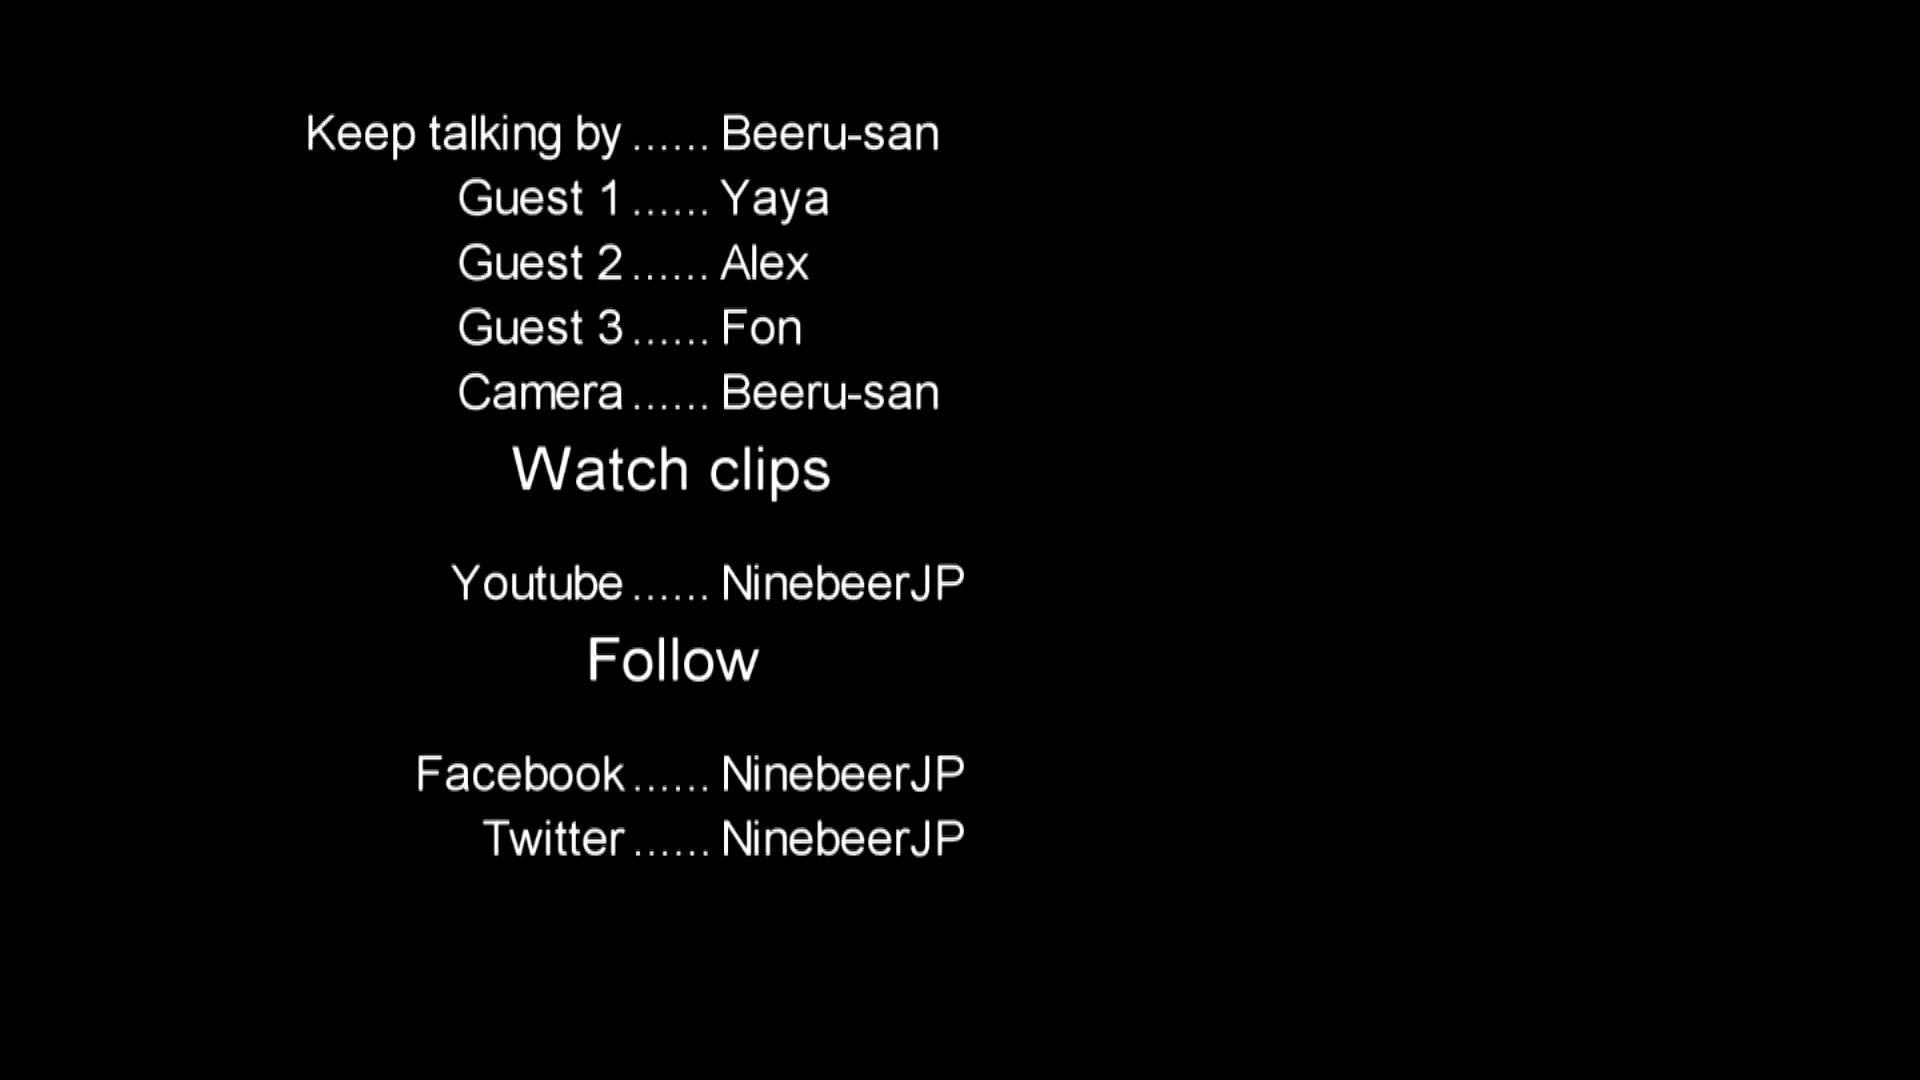 Keep talking by ...... Beeru-san
Guest 1 ...... Yaya
Guest 2 ...... Alex
Guest 3 ...... Fon
Camera ...... Beeru-san
Watch clips
Youtube ...... NinebeerJP
Follow
Facebook ...... NinebeerJP
Twitter ...... NinebeerJP